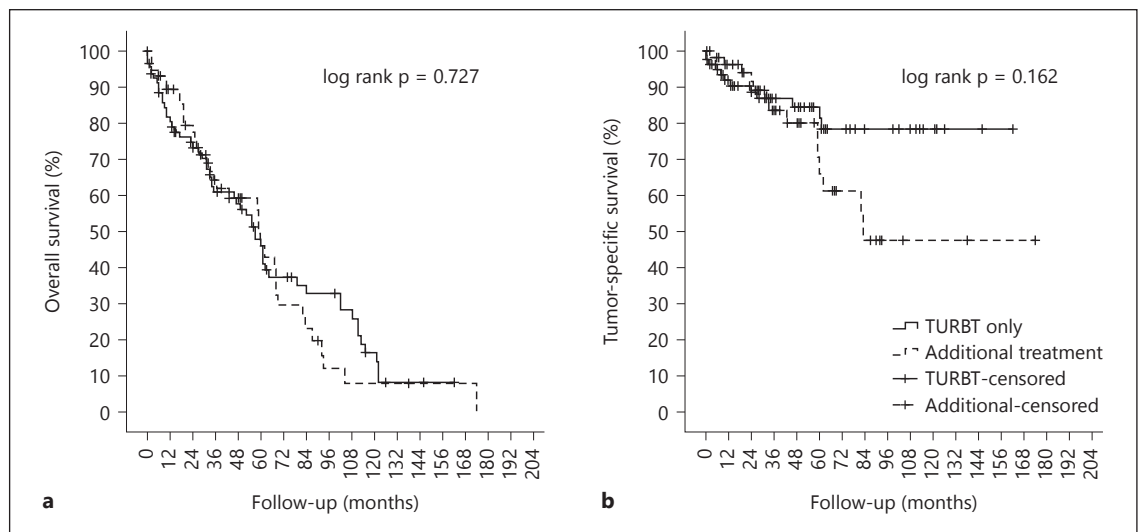 100
90
80
70
60
50
40
30
20
10
0
Overall survival (%)
log rank p = 0.727
0 12 24 36 48 60 72 84 96 108 120 132 144 156 168 180 192 204
Follow-up (months)
a
100
90
80
70
60
50
40
30
20
10
0
Tumor-specific survival (%)
log rank p = 0.162
TURBT only
Additional treatment
TURBT-censored
Additional-censored
0 12 24 36 48 60 72 84 96 108 120 132 144 156 168 180 192 204
Follow-up (months)
b